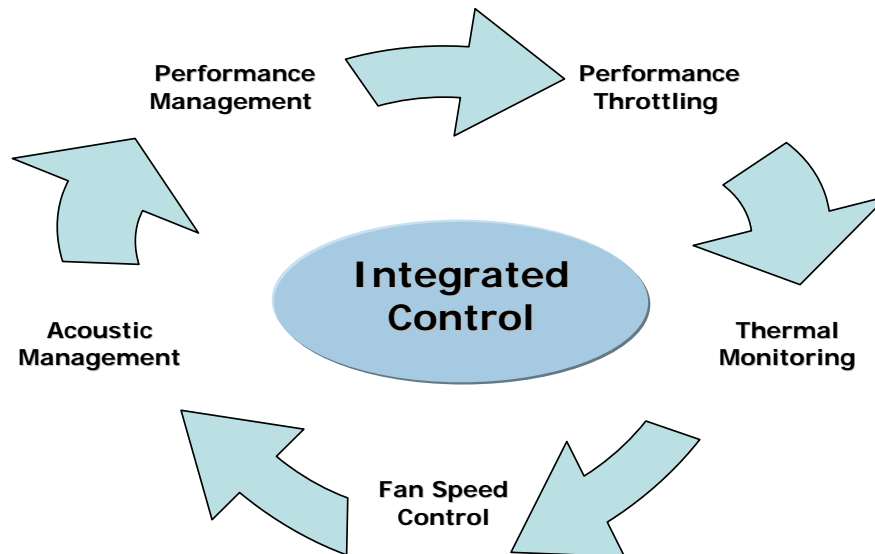 Performance
Management
Performance
Throttling
Integrated
Control
Acoustic
Management
Thermal
Monitoring
Fan Speed
Control